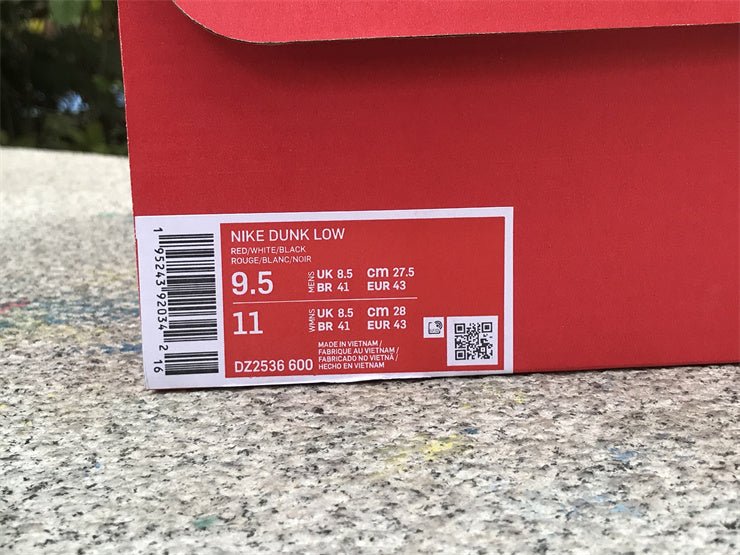 NIKE DUNK LOW
RED/WHITE/BLACK
ROUGE/BLANC/NOIR
9.5 MENS UK 8.5 cm 27.5
BR 41 EUR 43
11 WMNS UK 8.5 cm 28
BR 41 EUR 43
MADE IN VIETNAM /
FABRIQUE AU VIETNAM /
FABRICADO NO VIETNÃ /
HECHO EN VIETNAM
DZ2536 600
1 95243 92034 2 16